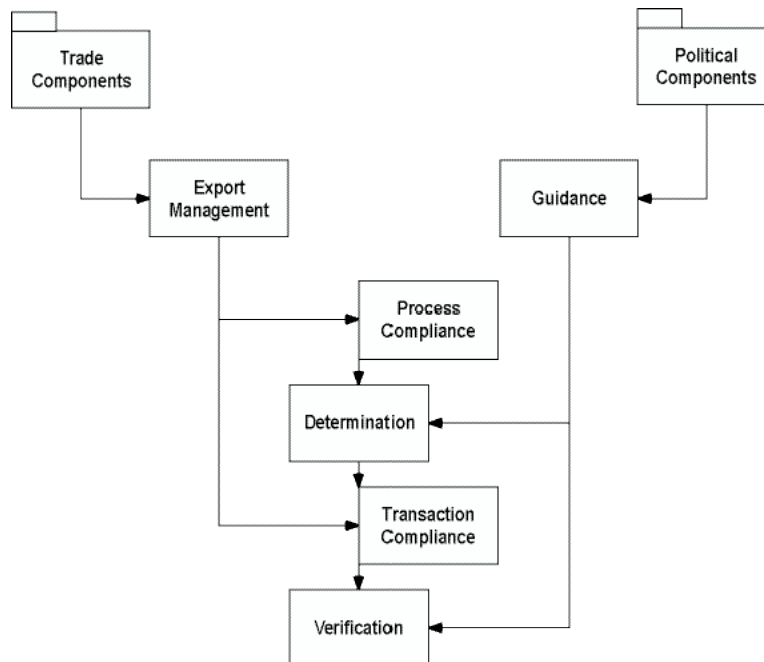 Trade
Components
Political
Components
Export
Management
Guidance
Process
Compliance
Determination
Transaction
Compliance
Verification